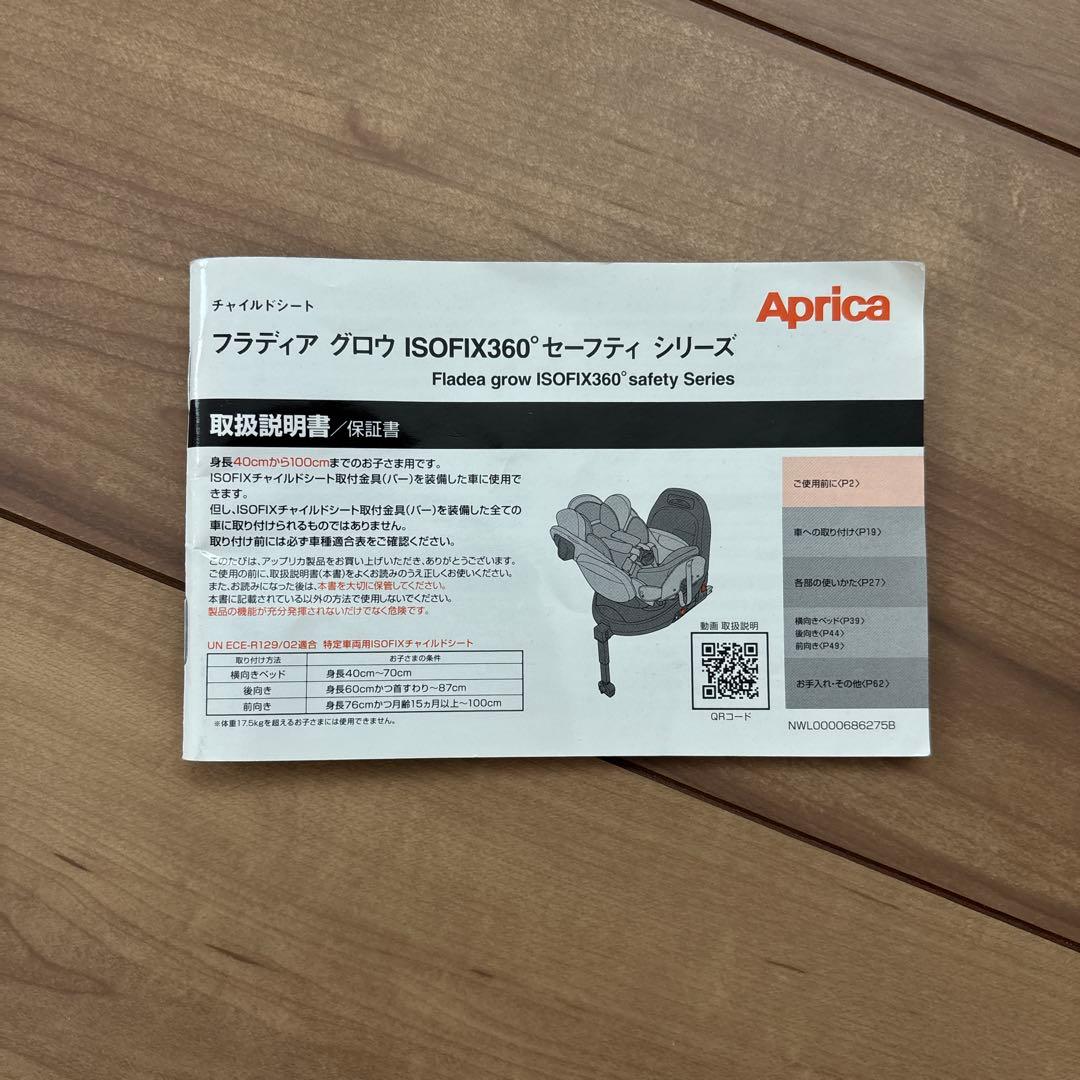 チャイルドシート
Aprica
フラディア グロウ ISOFIX360°セーフティ シリーズ
Fladea grow ISOFIX360°safety Series
取扱説明書/保証書
身長40cmから100cmまでのお子さま用です。
ISOFIXチャイルドシート取付金具(バー)を装備した車に使用で
きます。
但し、ISOFIXチャイルドシート取付金具(バー)を装備した全ての
車に取り付けられるものではありません。
取り付け前には必ず車種適合表をご確認ください。
このたびは、アップリカ製品をお買い上げいただき、ありがとうございます。
ご使用の前に、取扱説明書(本書)をよくお読みのうえ正しくお使いください。
また、お読みになった後は、本書を大切に保管してください。
本書に記載されている以外の方法で使用しないでください。
製品の機能が充分発揮されないだけでなく危険です。
UN ECE-R129/02適合 特定車両用ISOFIXチャイルドシート
取り付け方法 お子さまの条件
横向きベッド 身長40cm〜70cm
後向き 身長60cmかつ首すわり〜87cm
前向き 身長76cmかつ月齢15ヵ月以上〜100cm
※体重17.5kgを超えるお子さまには使用できません。
動画 取扱説明
QRコード
ご使用前に〈P2〉
車への取り付け〈P19〉
各部の使いかた〈P27〉
横向きベッド〈P39〉
後向き〈P44〉
前向き〈P49〉
お手入れ・その他〈P62〉
NWL0000686275B